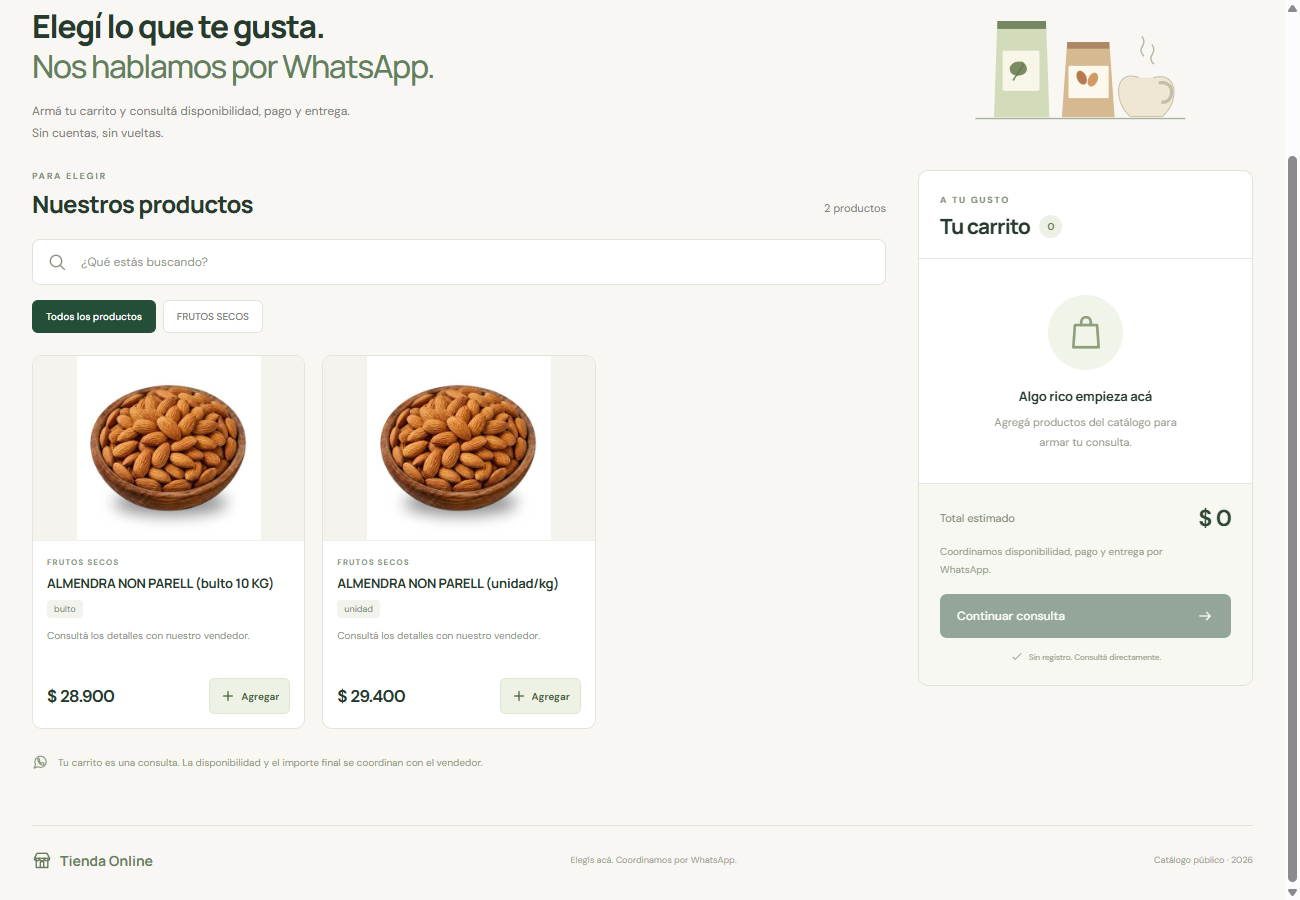 Elegí lo que te gusta.
Nos hablamos por WhatsApp.
Armá tu carrito y consultá disponibilidad, pago y entrega.
Sin cuentas, sin vueltas.
PARA ELEGIR
Nuestros productos
2 productos
¿Qué estás buscando?
Todos los productos
FRUTOS SECOS
FRUTOS SECOS
ALMENDRA NON PARELL (bulto 10 KG)
bulto
Consultá los detalles con nuestro vendedor.
$ 28.900
Agregar
FRUTOS SECOS
ALMENDRA NON PARELL (unidad/kg)
unidad
Consultá los detalles con nuestro vendedor.
$ 29.400
Agregar
Tu carrito es una consulta. La disponibilidad y el importe final se coordinan con el vendedor.
A TU GUSTO
Tu carrito 0
Algo rico empieza acá
Agregá productos del catálogo para
armar tu consulta.
Total estimado
$ 0
Coordinamos disponibilidad, pago y entrega por
WhatsApp.
Continuar consulta
Sin registro. Consultá directamente.
Tienda Online
Elegís acá. Coordinamos por WhatsApp.
Catálogo público · 2026